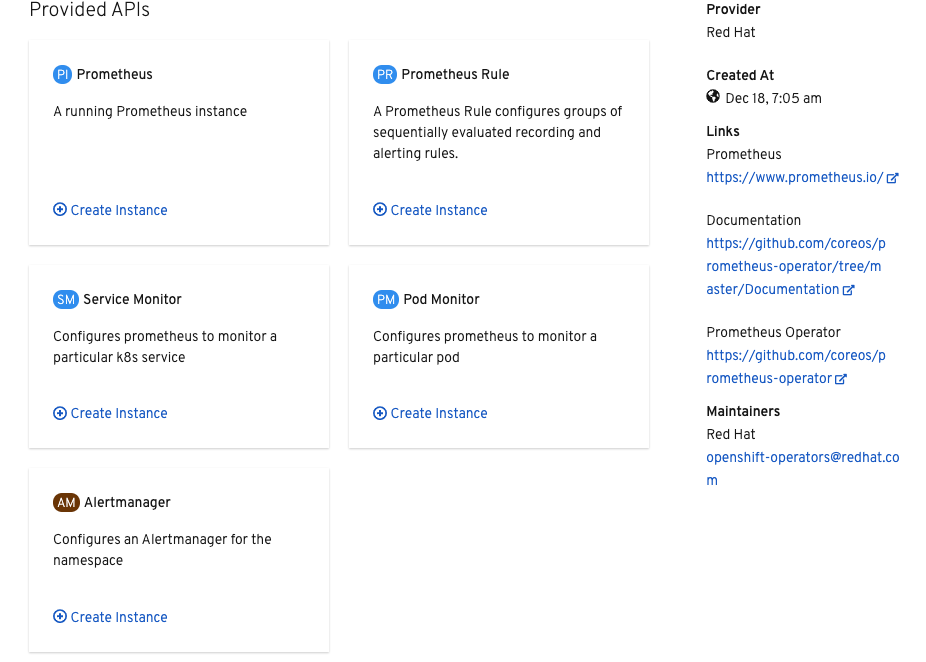 Provided APIs
PI Prometheus
A running Prometheus instance
Create Instance
PR Prometheus Rule
A Prometheus Rule configures groups of
sequentially evaluated recording and
alerting rules.
Create Instance
SM Service Monitor
Configures prometheus to monitor a
particular k8s service
Create Instance
PM Pod Monitor
Configures prometheus to monitor a
particular pod
Create Instance
AM Alertmanager
Configures an Alertmanager for the
namespace
Create Instance
Provider
Red Hat
Created At
Dec 18, 7:05 am
Links
Prometheus
https://www.prometheus.io/
Documentation
https://github.com/coreos/p
rometheus-operator/tree/m
aster/Documentation
Prometheus Operator
https://github.com/coreos/p
rometheus-operator
Maintainers
Red Hat
openshift-operators@redhat.co
m